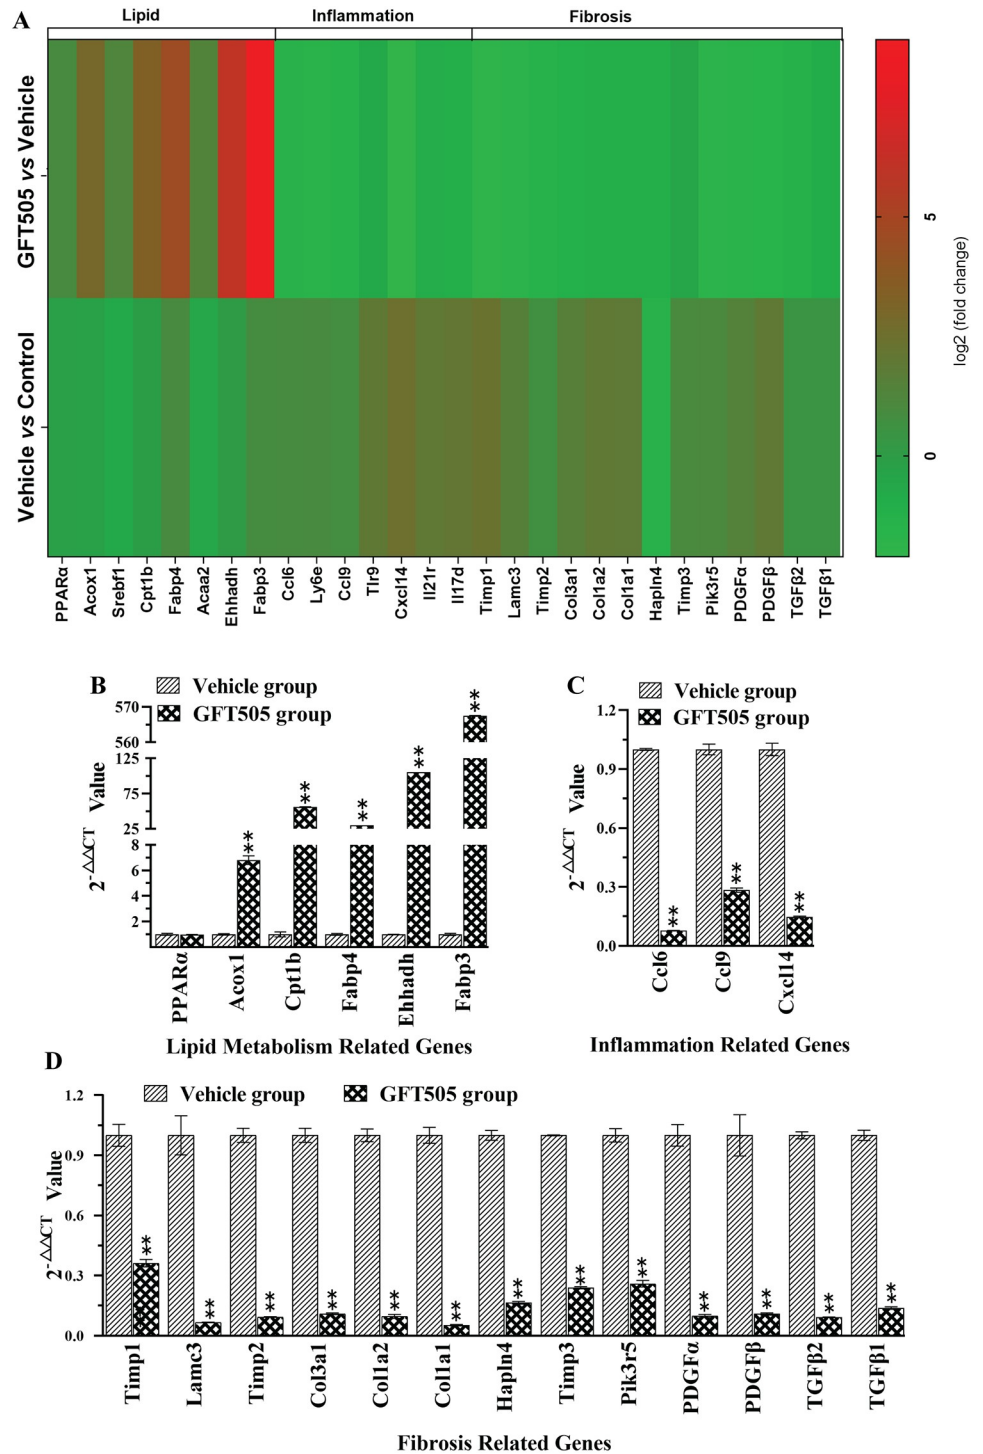 A
Lipid Inflammation Fibrosis
GFT505 vs Vehicle
Vehicle vs Control
5
0
log2 (fold change)
PPARα Acox1 Srebf1 Cpt1b Fabp4 Acaa2 Ehhadh Fabp3 Ccl6 Ly6e Ccl9 Tlr9 Cxcl14 Il21r Il17d Timp1 Lamc3 Timp2 Col3a1 Col1a2 Col1a1 Hapln4 Timp3 Pik3r5 PDGFα PDGFβ TGFβ2 TGFβ1
B
Vehicle group
GFT505 group
2-△△CT Value
570
560
125
75
25
8
6
4
2
** ** ** ** **
PPARα Acox1 Cpt1b Fabp4 Ehhadh Fabp3
Lipid Metabolism Related Genes
C
Vehicle group
GFT505 group
2-△△CT Value
1.2
0.9
0.6
0.3
0.0
** ** **
Ccl6 Ccl9 Cxcl14
Inflammation Related Genes
D
Vehicle group GFT505 group
2-△△CT Value
1.2
0.9
0.6
0.3
0.0
** ** ** ** ** ** ** ** ** ** ** ** **
Timp1 Lamc3 Timp2 Col3a1 Col1a2 Col1a1 Hapln4 Timp3 Pik3r5 PDGFα PDGFβ TGFβ2 TGFβ1
Fibrosis Related Genes